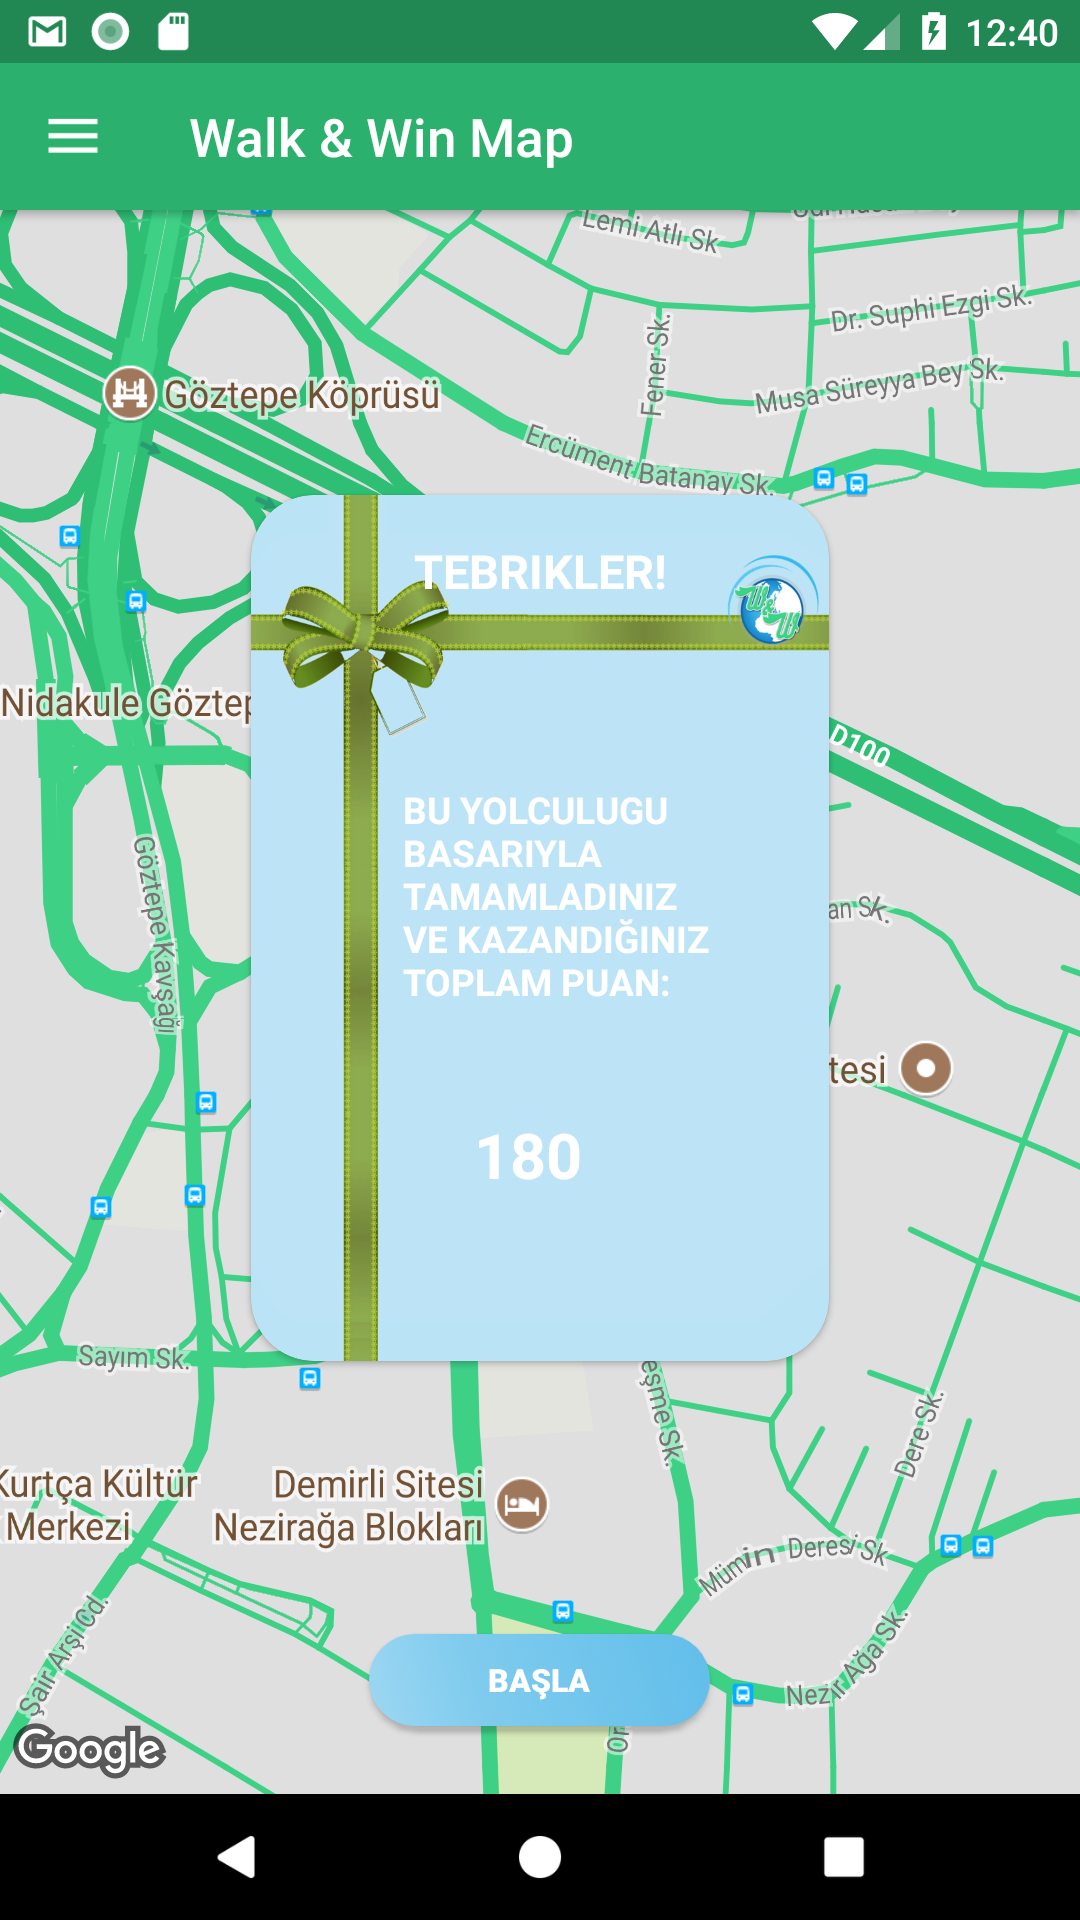 12:40
Walk & Win Map
Lemi Atlı Sk
Dr. Suphi Ezgi Sk.
Fener Sk.
Musa Süreyya Bey Sk.
Göztepe Köprüsü
Ercüment Batanay Sk.
TEBRIKLER!
W&W
Nidakule Göztep
D100
BU YOLCULUGU
BASARIYLA
TAMAMLADINIZ
VE KAZANDIĞINIZ
TOPLAM PUAN:
Göztepe Kavşağı
an Sk.
tesi
180
Sayım Sk.
eşme Sk.
Dere Sk.
Kurtça Kültür
Merkezi
Demirli Sitesi
Nezirağa Blokları
Mümin Deresi Sk
Şair Arşi Cd.
Nezir Ağa Sk.
BAŞLA
Google